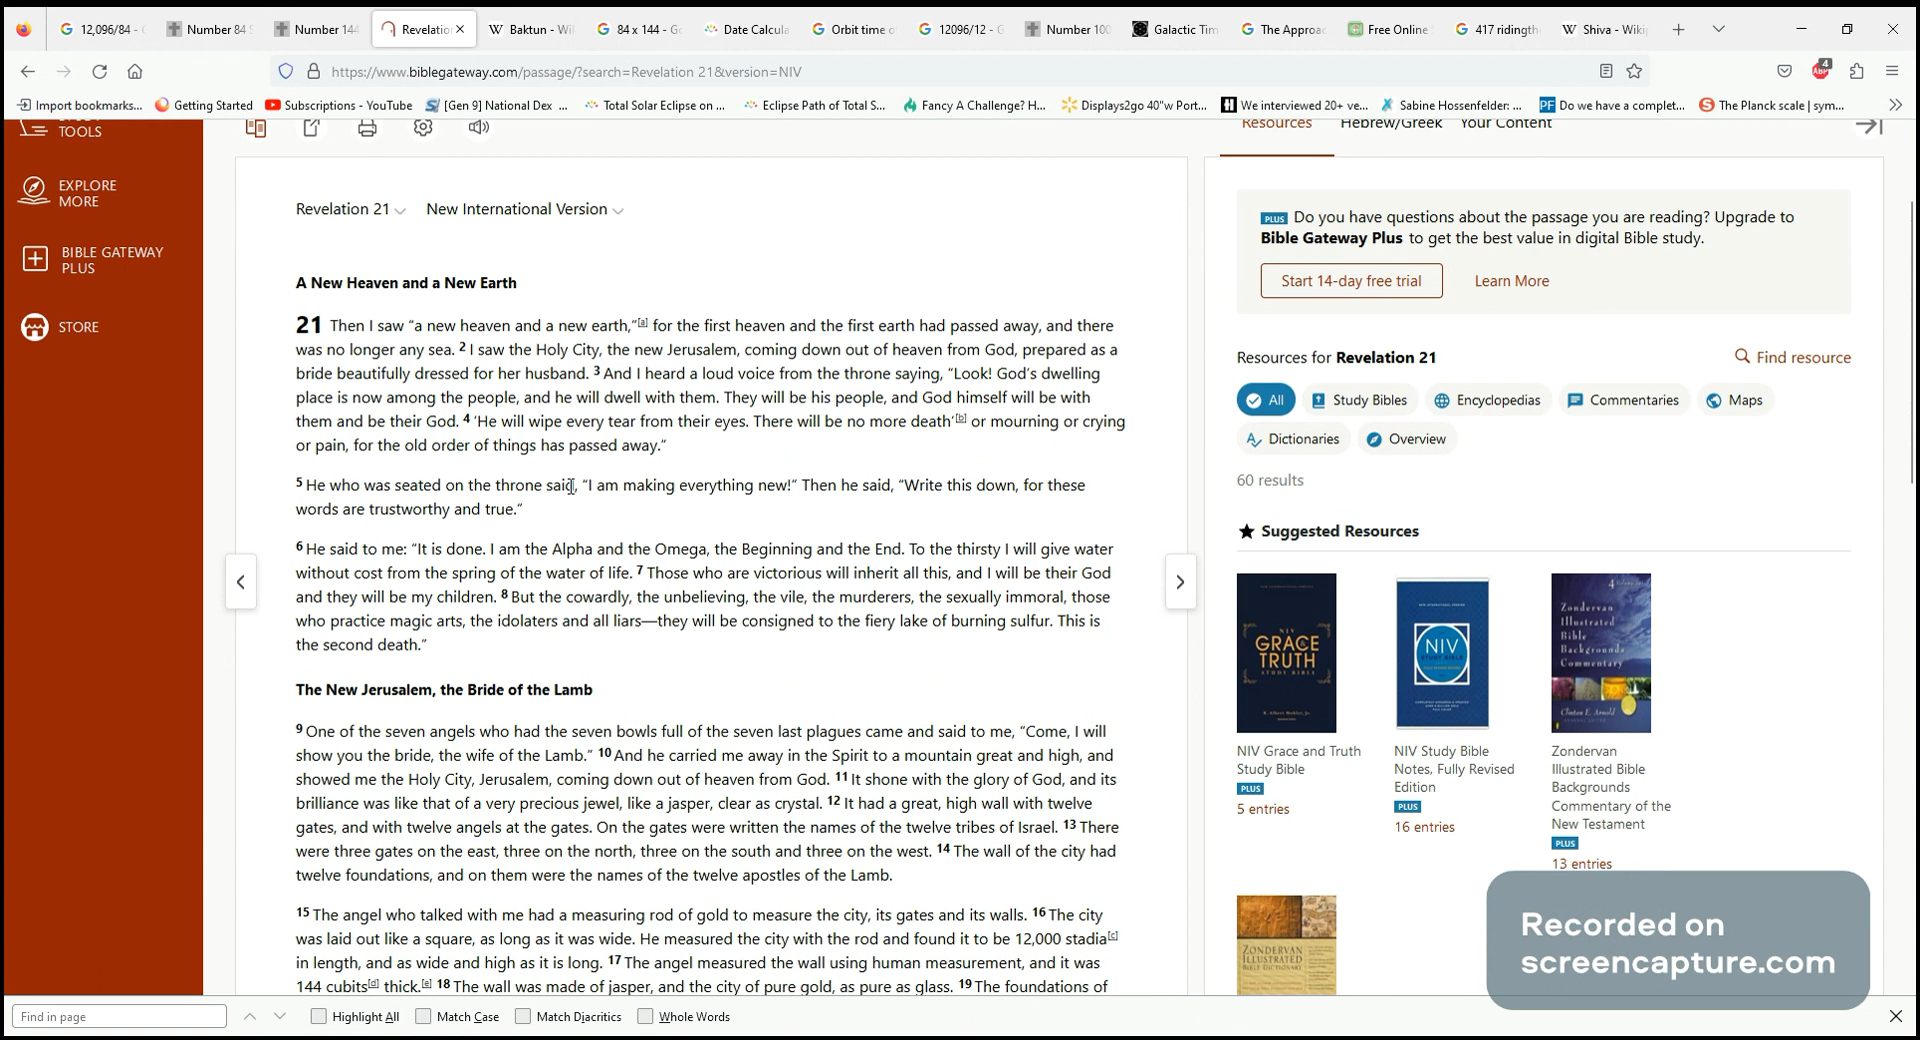 12,096/84 - G
Number 84 S
Number 144
Revelation
Baktun - Wi
84 x 144 - Go
Date Calcula
Orbit time o
12096/12 - G
Number 100
Galactic Tim
The Approac
Free Online S
417 ridingth
Shiva - Wiki
https://www.biblegateway.com/passage/?search=Revelation 21&version=NIV
4
Import bookmarks...
Getting Started
Subscriptions - YouTube
[Gen 9] National Dex ...
Total Solar Eclipse on ...
Eclipse Path of Total S...
Fancy A Challenge? H...
Displays2go 40"w Port...
We interviewed 20+ ve...
Sabine Hossenfelder: ...
Do we have a complet...
The Planck scale | sym...
TOOLS
EXPLORE
MORE
BIBLE GATEWAY
PLUS
STORE
Resources Hebrew/Greek Your Content
Revelation 21 New International Version
A New Heaven and a New Earth
21 Then I saw “a new heaven and a new earth,”[a] for the first heaven and the first earth had passed away, and there
was no longer any sea. 2 I saw the Holy City, the new Jerusalem, coming down out of heaven from God, prepared as a
bride beautifully dressed for her husband. 3 And I heard a loud voice from the throne saying, “Look! God’s dwelling
place is now among the people, and he will dwell with them. They will be his people, and God himself will be with
them and be their God. 4 ‘He will wipe every tear from their eyes. There will be no more death’[b] or mourning or crying
or pain, for the old order of things has passed away.”
5 He who was seated on the throne said, “I am making everything new!” Then he said, “Write this down, for these
words are trustworthy and true.”
6 He said to me: “It is done. I am the Alpha and the Omega, the Beginning and the End. To the thirsty I will give water
without cost from the spring of the water of life. 7 Those who are victorious will inherit all this, and I will be their God
and they will be my children. 8 But the cowardly, the unbelieving, the vile, the murderers, the sexually immoral, those
who practice magic arts, the idolaters and all liars—they will be consigned to the fiery lake of burning sulfur. This is
the second death.”
The New Jerusalem, the Bride of the Lamb
9 One of the seven angels who had the seven bowls full of the seven last plagues came and said to me, “Come, I will
show you the bride, the wife of the Lamb.” 10 And he carried me away in the Spirit to a mountain great and high, and
showed me the Holy City, Jerusalem, coming down out of heaven from God. 11 It shone with the glory of God, and its
brilliance was like that of a very precious jewel, like a jasper, clear as crystal. 12 It had a great, high wall with twelve
gates, and with twelve angels at the gates. On the gates were written the names of the twelve tribes of Israel. 13 There
were three gates on the east, three on the north, three on the south and three on the west. 14 The wall of the city had
twelve foundations, and on them were the names of the twelve apostles of the Lamb.
15 The angel who talked with me had a measuring rod of gold to measure the city, its gates and its walls. 16 The city
was laid out like a square, as long as it was wide. He measured the city with the rod and found it to be 12,000 stadia[c]
in length, and as wide and high as it is long. 17 The angel measured the wall using human measurement, and it was
144 cubits[d] thick.[e] 18 The wall was made of jasper, and the city of pure gold, as pure as glass. 19 The foundations of
PLUS Do you have questions about the passage you are reading? Upgrade to
Bible Gateway Plus to get the best value in digital Bible study.
Start 14-day free trial
Learn More
Resources for Revelation 21
Find resource
All
Study Bibles
Encyclopedias
Commentaries
Maps
Dictionaries
Overview
60 results
Suggested Resources
NIV
GRACE
TRUTH
STUDY BIBLE
NIV
STUDY BIBLE
4
Zondervan
Illustrated
Bible
Backgrounds
Commentary
Clinton E. Arnold
NIV Grace and Truth
Study Bible
PLUS
5 entries
NIV Study Bible
Notes, Fully Revised
Edition
PLUS
16 entries
Zondervan
Illustrated Bible
Backgrounds
Commentary of the
New Testament
PLUS
13 entries
ZONDERVAN
ILLUSTRATED
BIBLE DICTIONARY
Recorded on
screencapture.com
Find in page
Highlight All
Match Case
Match Diacritics
Whole Words